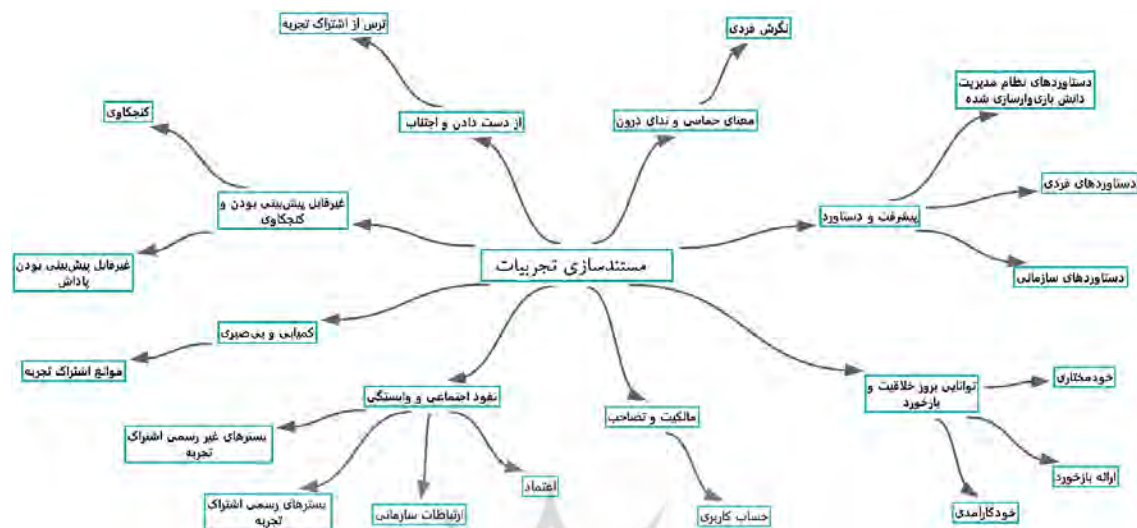 ترس از اشتراک تجربه
نگرش فردی
دستاوردهای نظام مدیریت
دانش بازی‌وارسازی شده
کنجکاوی
از دست دادن و اجتناب
معنای حماسی و ندای درون
دستاوردهای فردی
غیرقابل پیش‌بینی بودن و
کنجکاوی
پیشرفت و دستاورد
مستندسازی تجربیات
غیرقابل پیش‌بینی بودن
پاداش
دستاوردهای سازمانی
کمیابی و بی‌صبری
موانع اشتراک تجربه
خودمختاری
نفوذ اجتماعی و وابستگی
توانایی بروز خلاقیت و
بازخورد
مالکیت و تصاحب
بسترهای غیر رسمی اشتراک
تجربه
ارائه بازخورد
اعتماد
بسترهای رسمی اشتراک
تجربه
ارتباطات سازمانی
حساب کاربری
خودکارامدی